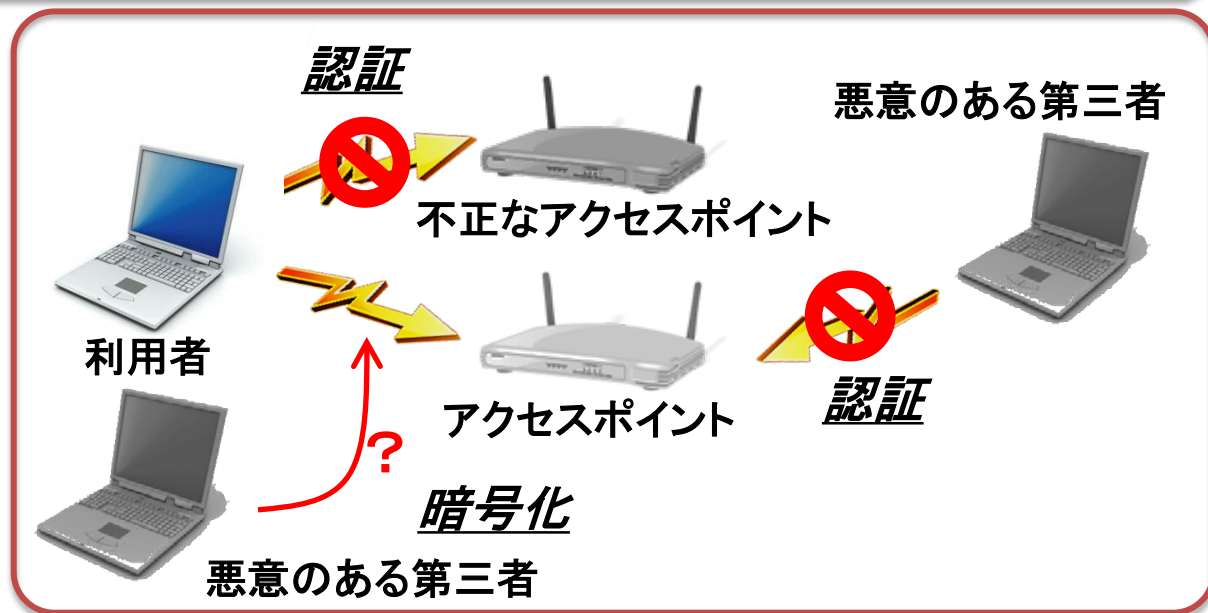 認証
悪意のある第三者
不正なアクセスポイント
利用者
アクセスポイント
認証
?
暗号化
悪意のある第三者